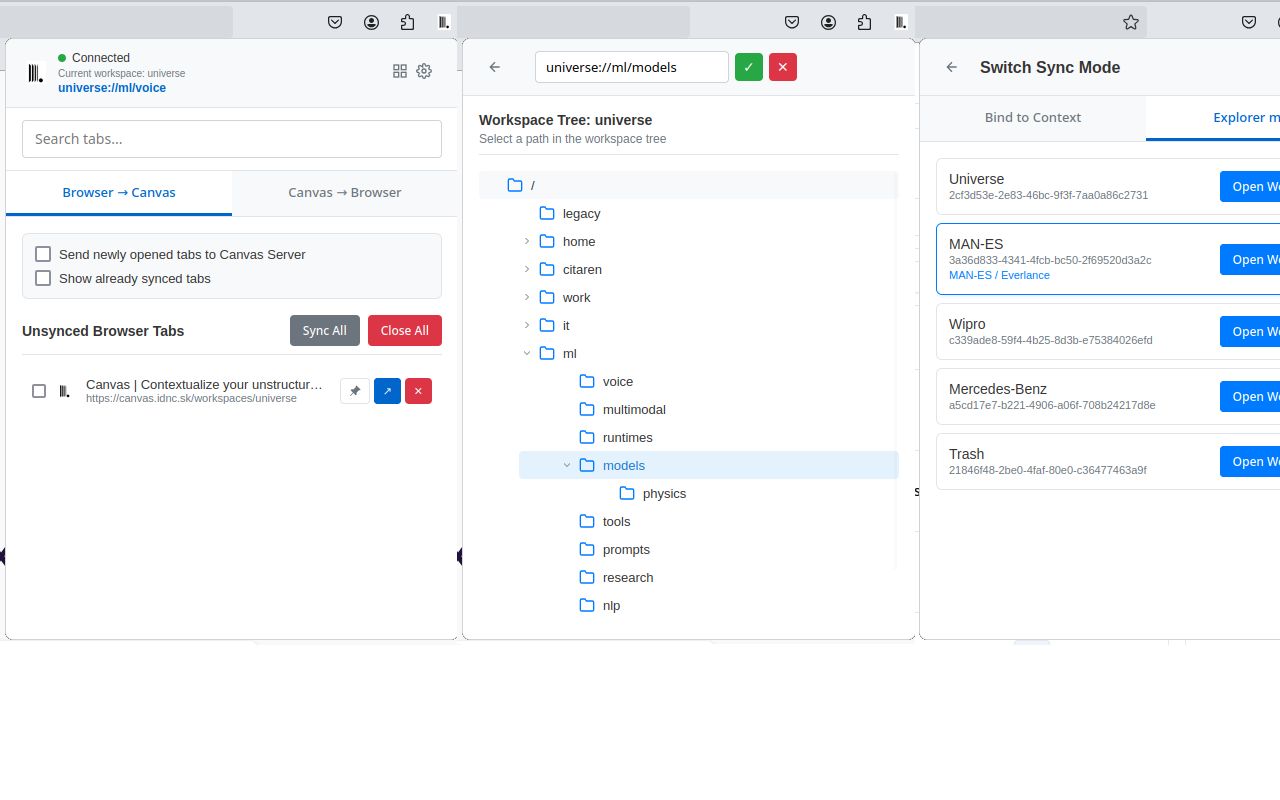 Connected
Current workspace: universe
universe://ml/voice
Search tabs...
Browser → Canvas
Canvas → Browser
Send newly opened tabs to Canvas Server
Show already synced tabs
Unsynced Browser Tabs
Sync All
Close All
Canvas | Contextualize your unstructur...
https://canvas.idnc.sk/workspaces/universe
universe://ml/models
Workspace Tree: universe
Select a path in the workspace tree
/
legacy
home
citaren
work
it
ml
voice
multimodal
runtimes
models
physics
tools
prompts
research
nlp
Switch Sync Mode
Bind to Context
Explorer m
Universe
2cf3d53e-2e83-46bc-9f3f-7aa0a86c2731
Open Wo
MAN-ES
3a36d833-4341-4fcb-bc50-2f69520d3a2c
MAN-ES / Everlance
Open Wo
Wipro
c339ade8-59f4-4b25-8d3b-e75384026efd
Open Wo
Mercedes-Benz
a5cd17e7-b221-4906-a06f-708b24217d8e
Open Wo
Trash
21846f48-2be0-4faf-80e0-c36477463a9f
Open Wo